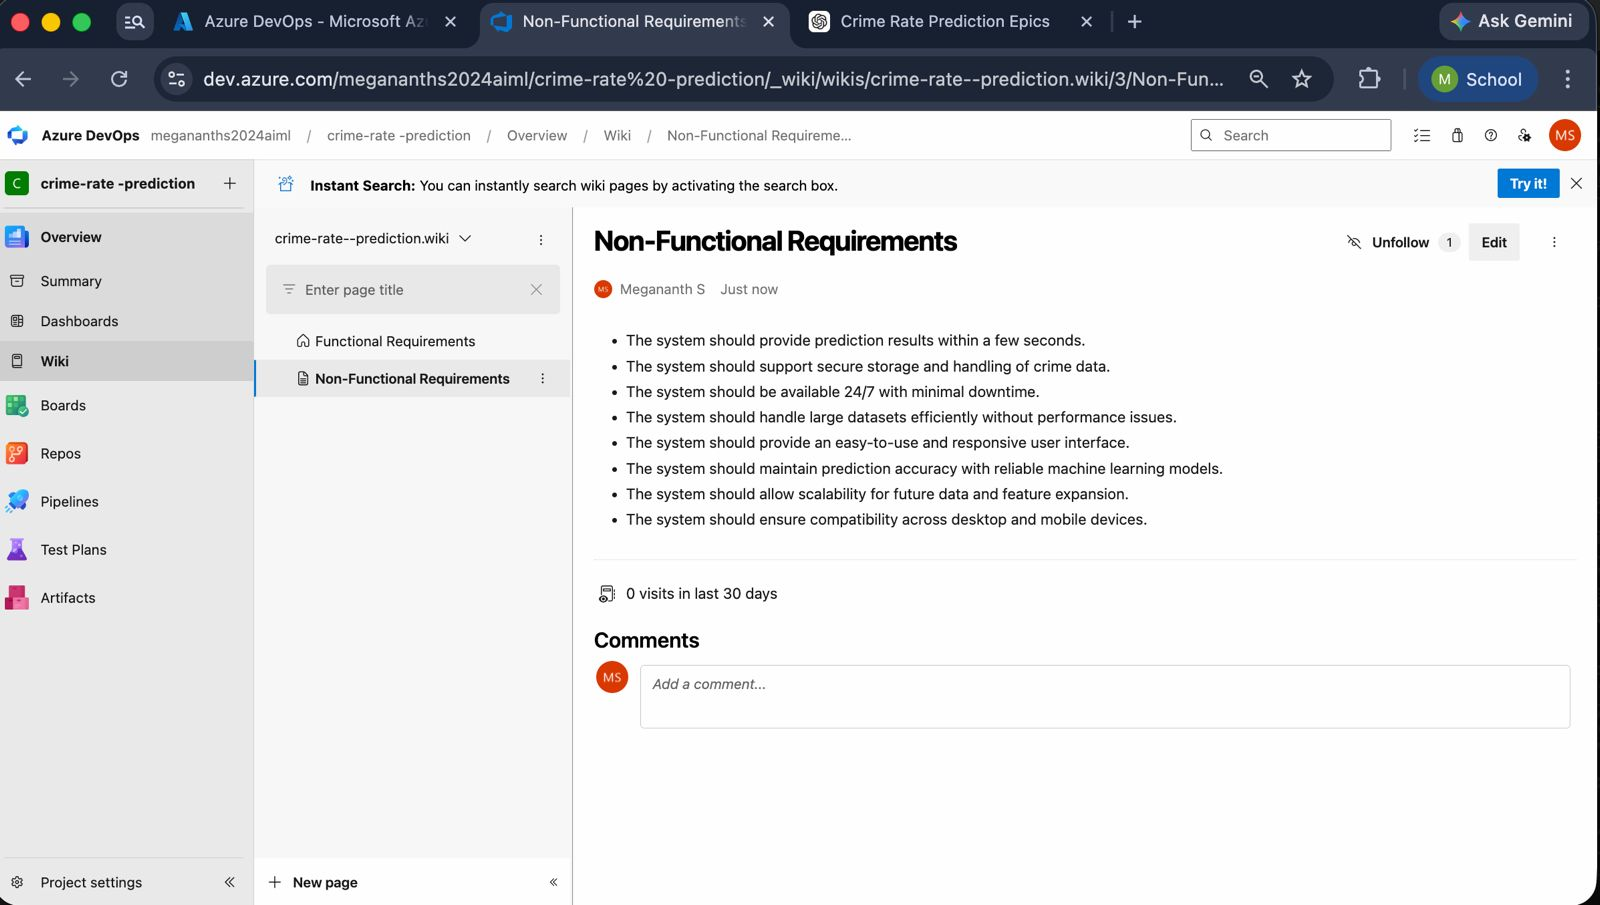 Azure DevOps - Microsoft Az
Non-Functional Requirements
Crime Rate Prediction Epics
Ask Gemini
dev.azure.com/megananths2024aiml/crime-rate%20-prediction/_wiki/wikis/crime-rate--prediction.wiki/3/Non-Fun...
M School
Azure DevOps megananths2024aiml / crime-rate -prediction / Overview / Wiki / Non-Functional Requireme...
Search
MS
C crime-rate -prediction
Instant Search: You can instantly search wiki pages by activating the search box.
Try it!
Overview
Summary
Dashboards
Wiki
Boards
Repos
Pipelines
Test Plans
Artifacts
Project settings
crime-rate--prediction.wiki
Enter page title
Functional Requirements
Non-Functional Requirements
New page
Non-Functional Requirements
Unfollow 1 Edit
MS Megananth S Just now
• The system should provide prediction results within a few seconds.
• The system should support secure storage and handling of crime data.
• The system should be available 24/7 with minimal downtime.
• The system should handle large datasets efficiently without performance issues.
• The system should provide an easy-to-use and responsive user interface.
• The system should maintain prediction accuracy with reliable machine learning models.
• The system should allow scalability for future data and feature expansion.
• The system should ensure compatibility across desktop and mobile devices.
0 visits in last 30 days
Comments
MS
Add a comment...